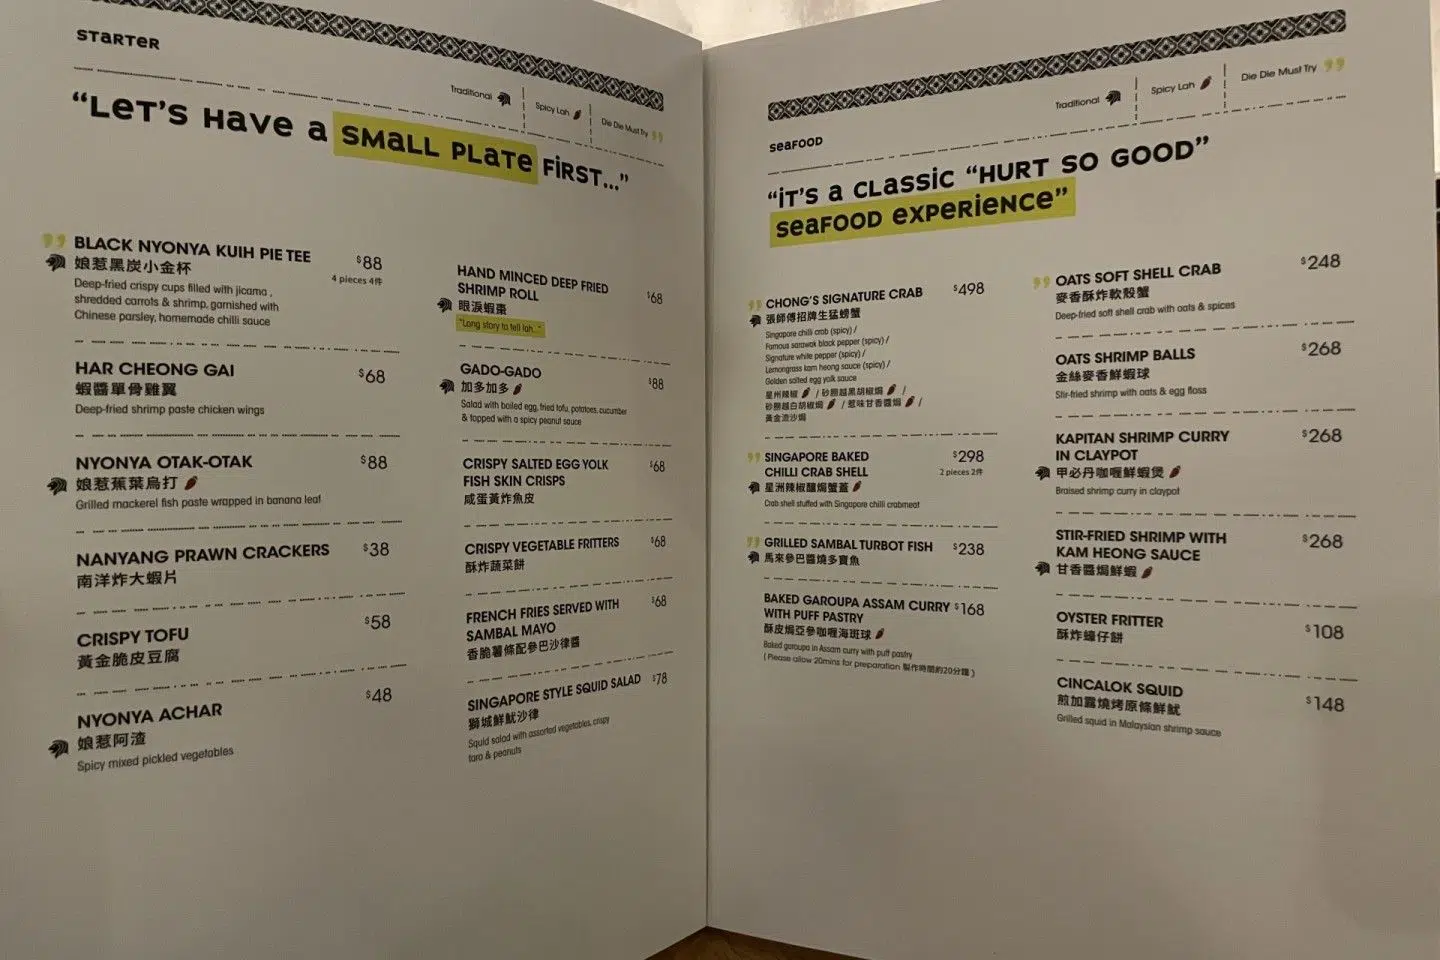 STARTER
Traditional
Spicy Lah
Die Die Must Try
“LET’S HAVE A SMALL PLATE FIRST...”
BLACK NYONYA KUIH PIE TEE $88
娘惹黑炭小金杯 4 pieces 4件
Deep-fried crispy cups filled with jicama ,
shredded carrots & shrimp, garnished with
Chinese parsley, homemade chilli sauce
HAR CHEONG GAI $68
蝦醬單骨雞翼
Deep-fried shrimp paste chicken wings
NYONYA OTAK-OTAK $88
娘惹蕉葉烏打
Grilled mackerel fish paste wrapped in banana leaf
NANYANG PRAWN CRACKERS $38
南洋炸大蝦片
CRISPY TOFU $58
黃金脆皮豆腐
NYONYA ACHAR $48
娘惹阿渣
Spicy mixed pickled vegetables
HAND MINCED DEEP FRIED
SHRIMP ROLL $68
眼淚蝦棗
“Long story to tell lah...”
GADO-GADO $88
加多加多
Salad with boiled egg, fried tofu, potatoes, cucumber
& topped with a spicy peanut sauce
CRISPY SALTED EGG YOLK $68
FISH SKIN CRISPS
咸蛋黃炸魚皮
CRISPY VEGETABLE FRITTERS $68
酥炸蔬菜餅
FRENCH FRIES SERVED WITH $68
SAMBAL MAYO
香脆薯條配參巴沙律醬
SINGAPORE STYLE SQUID SALAD $78
獅城鮮魷沙律
Squid salad with assorted vegetables, crispy
taro & peanuts
SEAFOOD
Traditional
Spicy Lah
Die Die Must Try
“IT’S A CLASSIC “HURT SO GOOD”
SEAFOOD EXPERIENCE”
CHONG’S SIGNATURE CRAB $498
張師傅招牌生猛螃蟹
Singapore chilli crab (spicy) /
Famous sarawak black pepper (spicy) /
Signature white pepper (spicy) /
Lemongrass kam heong sauce (spicy) /
Golden salted egg yolk sauce
星州辣椒 / 砂朥越黑胡椒焗 /
砂朥越白胡椒焗 / 惹味甘香醬焗 /
黃金流沙焗
SINGAPORE BAKED $298
CHILLI CRAB SHELL 2 pieces 2件
星洲辣椒釀焗蟹蓋
Crab shell stuffed with Singapore chilli crabmeat
GRILLED SAMBAL TURBOT FISH $238
馬來參巴醬燒多寶魚
BAKED GAROUPA ASSAM CURRY $168
WITH PUFF PASTRY
酥皮焗亞參咖喱海斑球
Baked garoupa in Assam curry with puff pastry
( Please allow 20mins for preparation 製作時間約20分鐘 )
OATS SOFT SHELL CRAB $248
麥香酥炸軟殼蟹
Deep-fried soft shell crab with oats & spices
OATS SHRIMP BALLS $268
金絲麥香鮮蝦球
Stir-fried shrimp with oats & egg floss
KAPITAN SHRIMP CURRY $268
IN CLAYPOT
甲必丹咖喱鮮蝦煲
Braised shrimp curry in claypot
STIR-FRIED SHRIMP WITH $268
KAM HEONG SAUCE
甘香醬焗鮮蝦
OYSTER FRITTER $108
酥炸蠔仔餅
CINCALOK SQUID $148
煎加露燒烤原條鮮魷
Grilled squid in Malaysian shrimp sauce